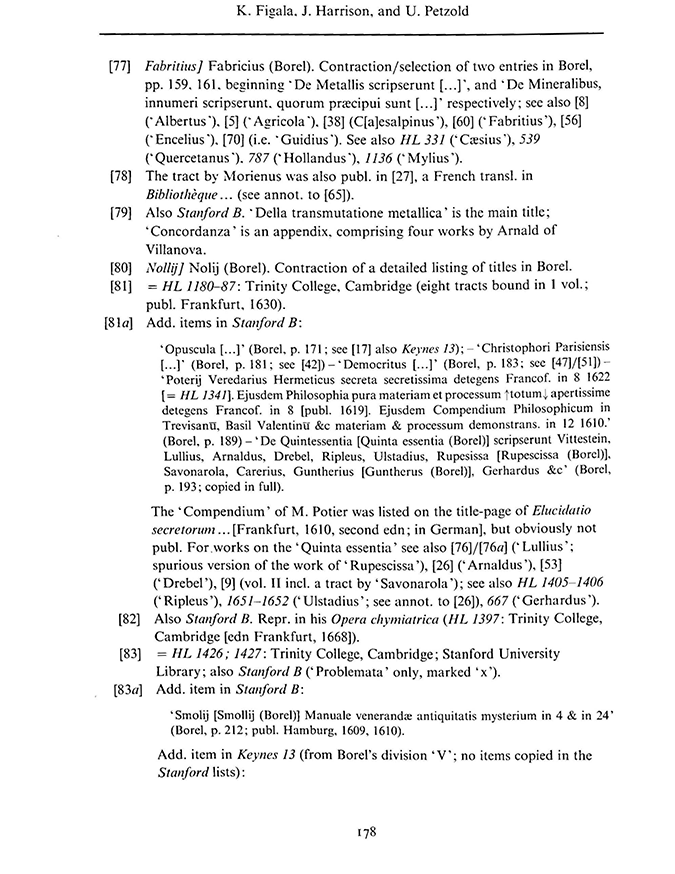 K. Figala, J. Harrison, and U. Petzold
[77] Fabritius] Fabricius (Borel). Contraction/selection of two entries in Borel,
pp. 159, 161, beginning ‘De Metallis scripserunt [...]’, and ‘De Mineralibus,
innumeri scripserunt, quorum præcipui sunt [...]’ respectively; see also [8]
(‘Albertus’), [5] (‘Agricola’), [38] (C[a]esalpinus’), [60] (‘Fabritius’), [56]
(‘Encelius’), [70] (i.e. ‘Guidius’). See also HL 331 (‘Cæsius’), 539
(‘Quercetanus’), 787 (‘Hollandus’), 1136 (‘Mylius’).
[78] The tract by Morienus was also publ. in [27], a French transl. in
Bibliothèque ... (see annot. to [65]).
[79] Also Stanford B. ‘Della transmutatione metallica’ is the main title;
‘Concordanza’ is an appendix, comprising four works by Arnald of
Villanova.
[80] Nollij] Nolij (Borel). Contraction of a detailed listing of titles in Borel.
[81] = HL 1180–87: Trinity College, Cambridge (eight tracts bound in 1 vol.;
publ. Frankfurt, 1630).
[81a] Add. items in Stanford B:
‘Opuscula [...]’ (Borel, p. 171; see [17] also Keynes 13); – ‘Christophori Parisiensis
[...]’ (Borel, p. 181; see [42]) – ‘Democritus [...]’ (Borel, p. 183; see [47]/[51]) –
‘Poterij Veredarius Hermeticus secreta secretissima detegens Francof. in 8 1622
[= HL 1341]. Ejusdem Philosophia pura materiam et processum ↑totum↓ apertissime
detegens Francof. in 8 [publ. 1619]. Ejusdem Compendium Philosophicum in
Trevisanū, Basil Valentinū &c materiam & processum demonstrans. in 12 1610.’
(Borel, p. 189) – ‘De Quintessentia [Quinta essentia (Borel)] scripserunt Vittestein,
Lullius, Arnaldus, Drebel, Ripleus, Ulstadius, Rupesissa [Rupescissa (Borel)],
Savonarola, Carerius, Guntherius [Guntherus (Borel)], Gerhardus &c’ (Borel,
p. 193; copied in full).
The ‘Compendium’ of M. Potier was listed on the title-page of Elucidatio
secretorum ... [Frankfurt, 1610, second edn; in German], but obviously not
publ. For works on the ‘Quinta essentia’ see also [76]/[76a] (‘Lullius’;
spurious version of the work of ‘Rupescissa’), [26] (‘Arnaldus’), [53]
(‘Drebel’), [9] (vol. II incl. a tract by ‘Savonarola’); see also HL 1405–1406
(‘Ripleus’), 1651–1652 (‘Ulstadius’; see annot. to [26]), 667 (‘Gerhardus’).
[82] Also Stanford B. Repr. in his Opera chymiatrica (HL 1397: Trinity College,
Cambridge [edn Frankfurt, 1668]).
[83] = HL 1426; 1427: Trinity College, Cambridge; Stanford University
Library; also Stanford B (‘Problemata’ only, marked ‘x’).
[83a] Add. item in Stanford B:
‘Smolij [Smollij (Borel)] Manuale venerandæ antiquitatis mysterium in 4 & in 24’
(Borel, p. 212; publ. Hamburg, 1609, 1610).
Add. item in Keynes 13 (from Borel’s division ‘V’; no items copied in the
Stanford lists):
178